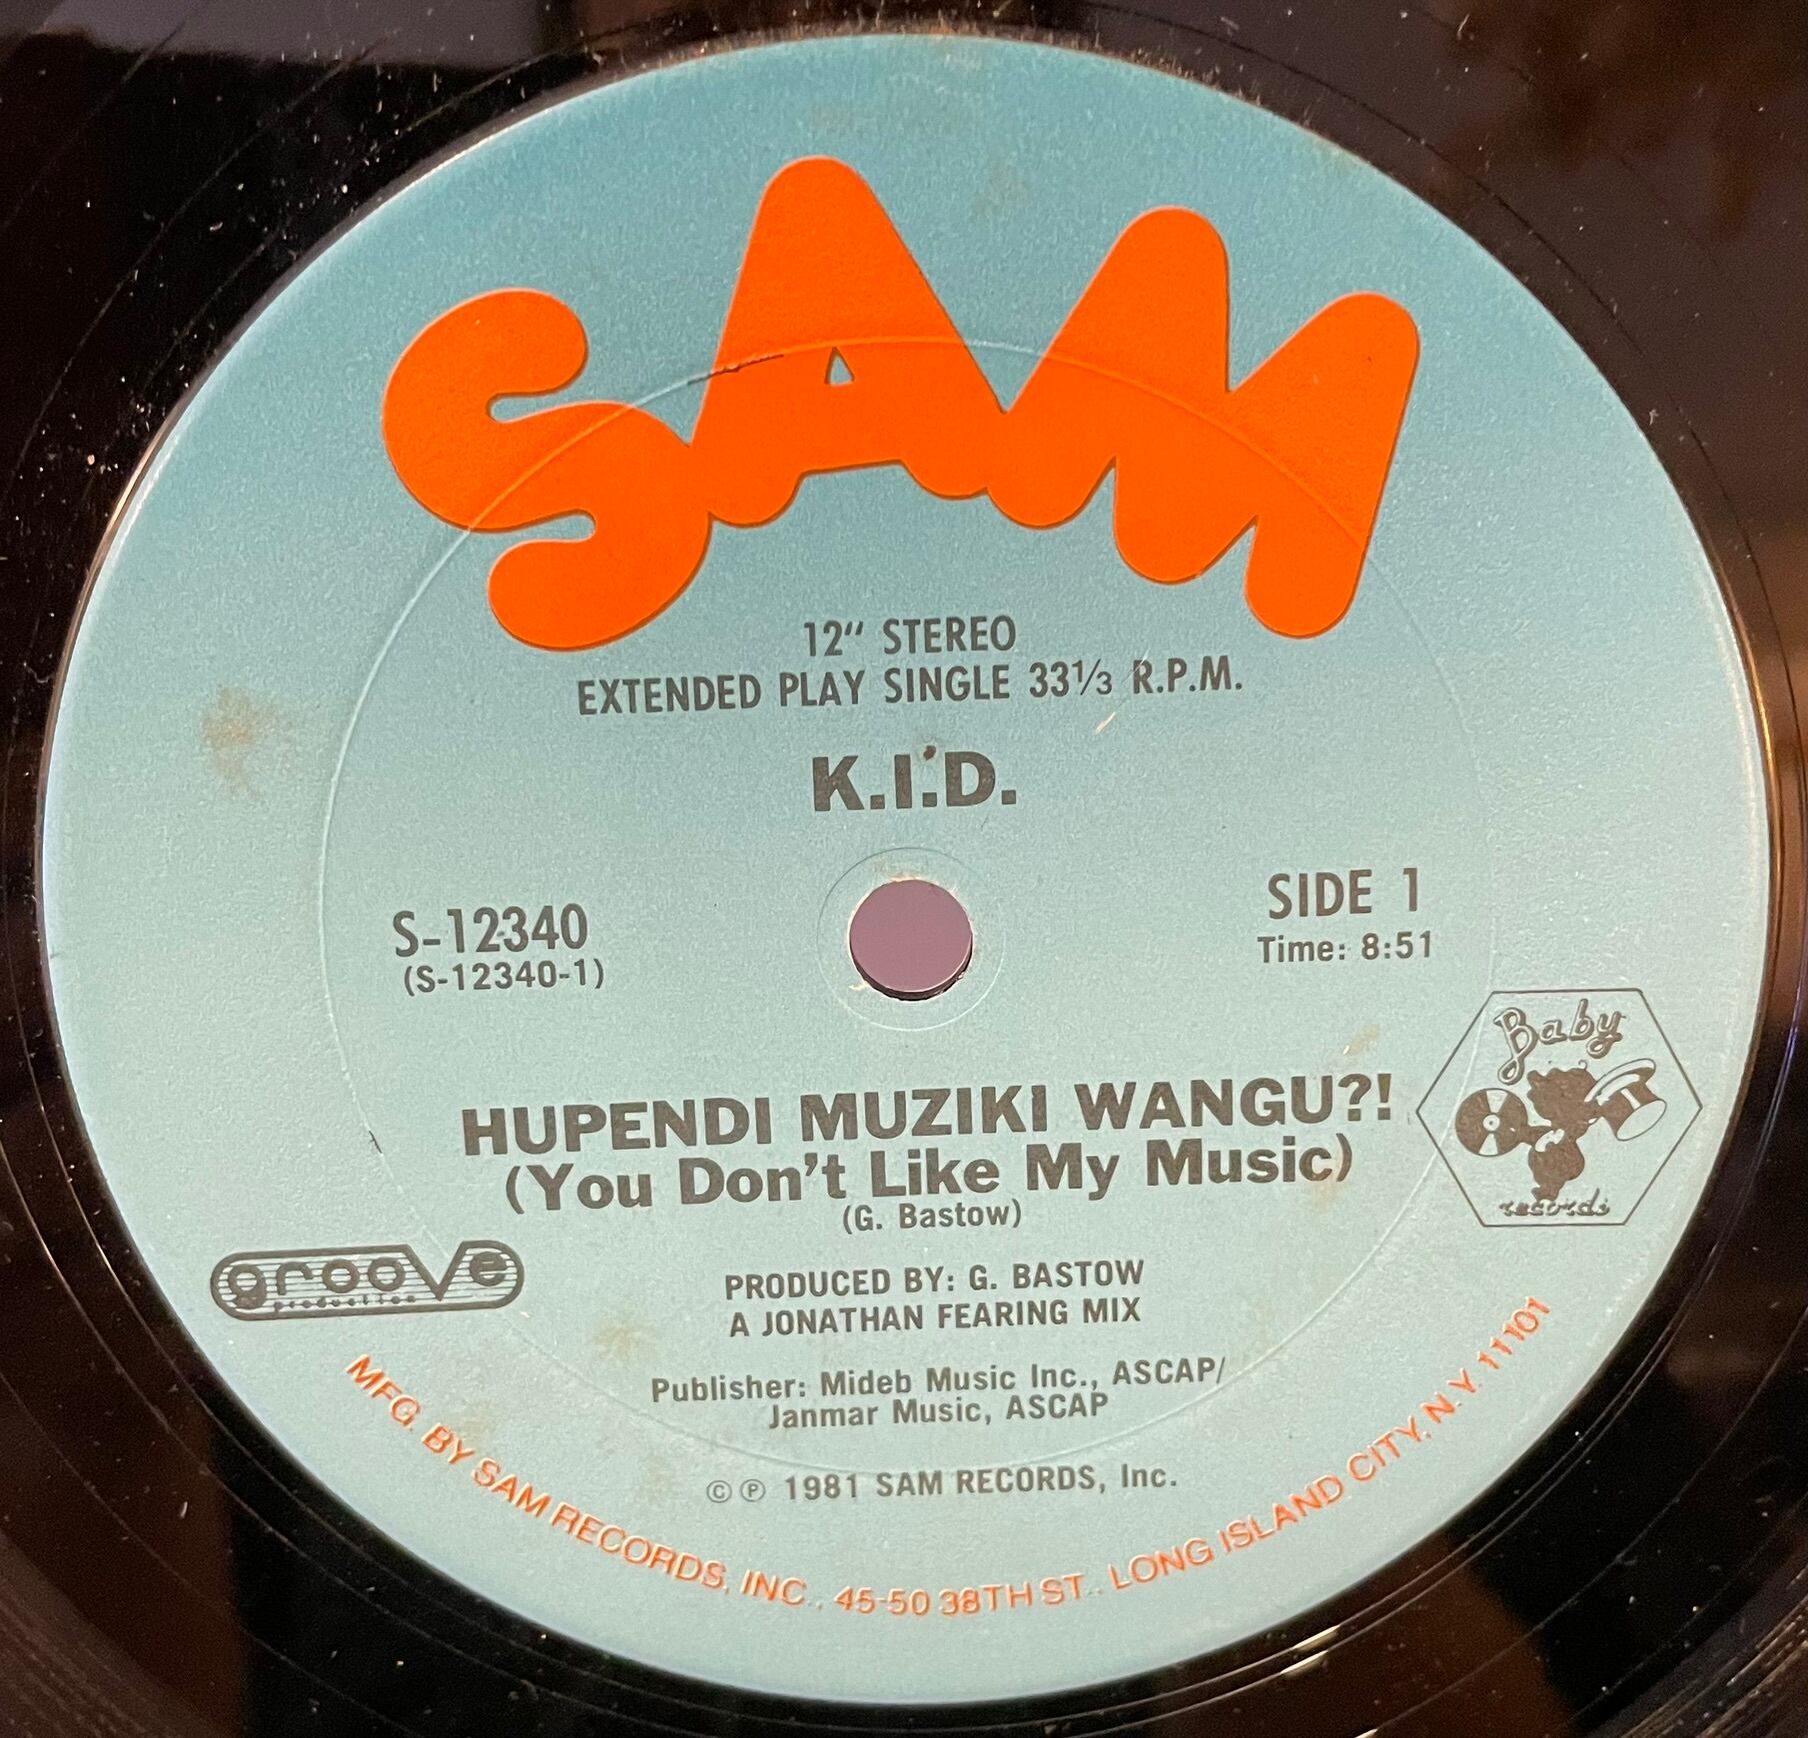 SAM
12" STEREO
EXTENDED PLAY SINGLE 33⅓ R.P.M.
K.I.D.
S-12340
(S-12340-1)
SIDE 1
Time: 8:51
HUPENDI MUZIKI WANGU?!
(You Don't Like My Music)
(G. Bastow)
Baby
records
groove
production
PRODUCED BY: G. BASTOW
A JONATHAN FEARING MIX
Publisher: Mideb Music Inc., ASCAP/
Janmar Music, ASCAP
©℗ 1981 SAM RECORDS, Inc.
MFG. BY SAM RECORDS, INC., 45-50 38TH ST., LONG ISLAND CITY, N.Y. 11101